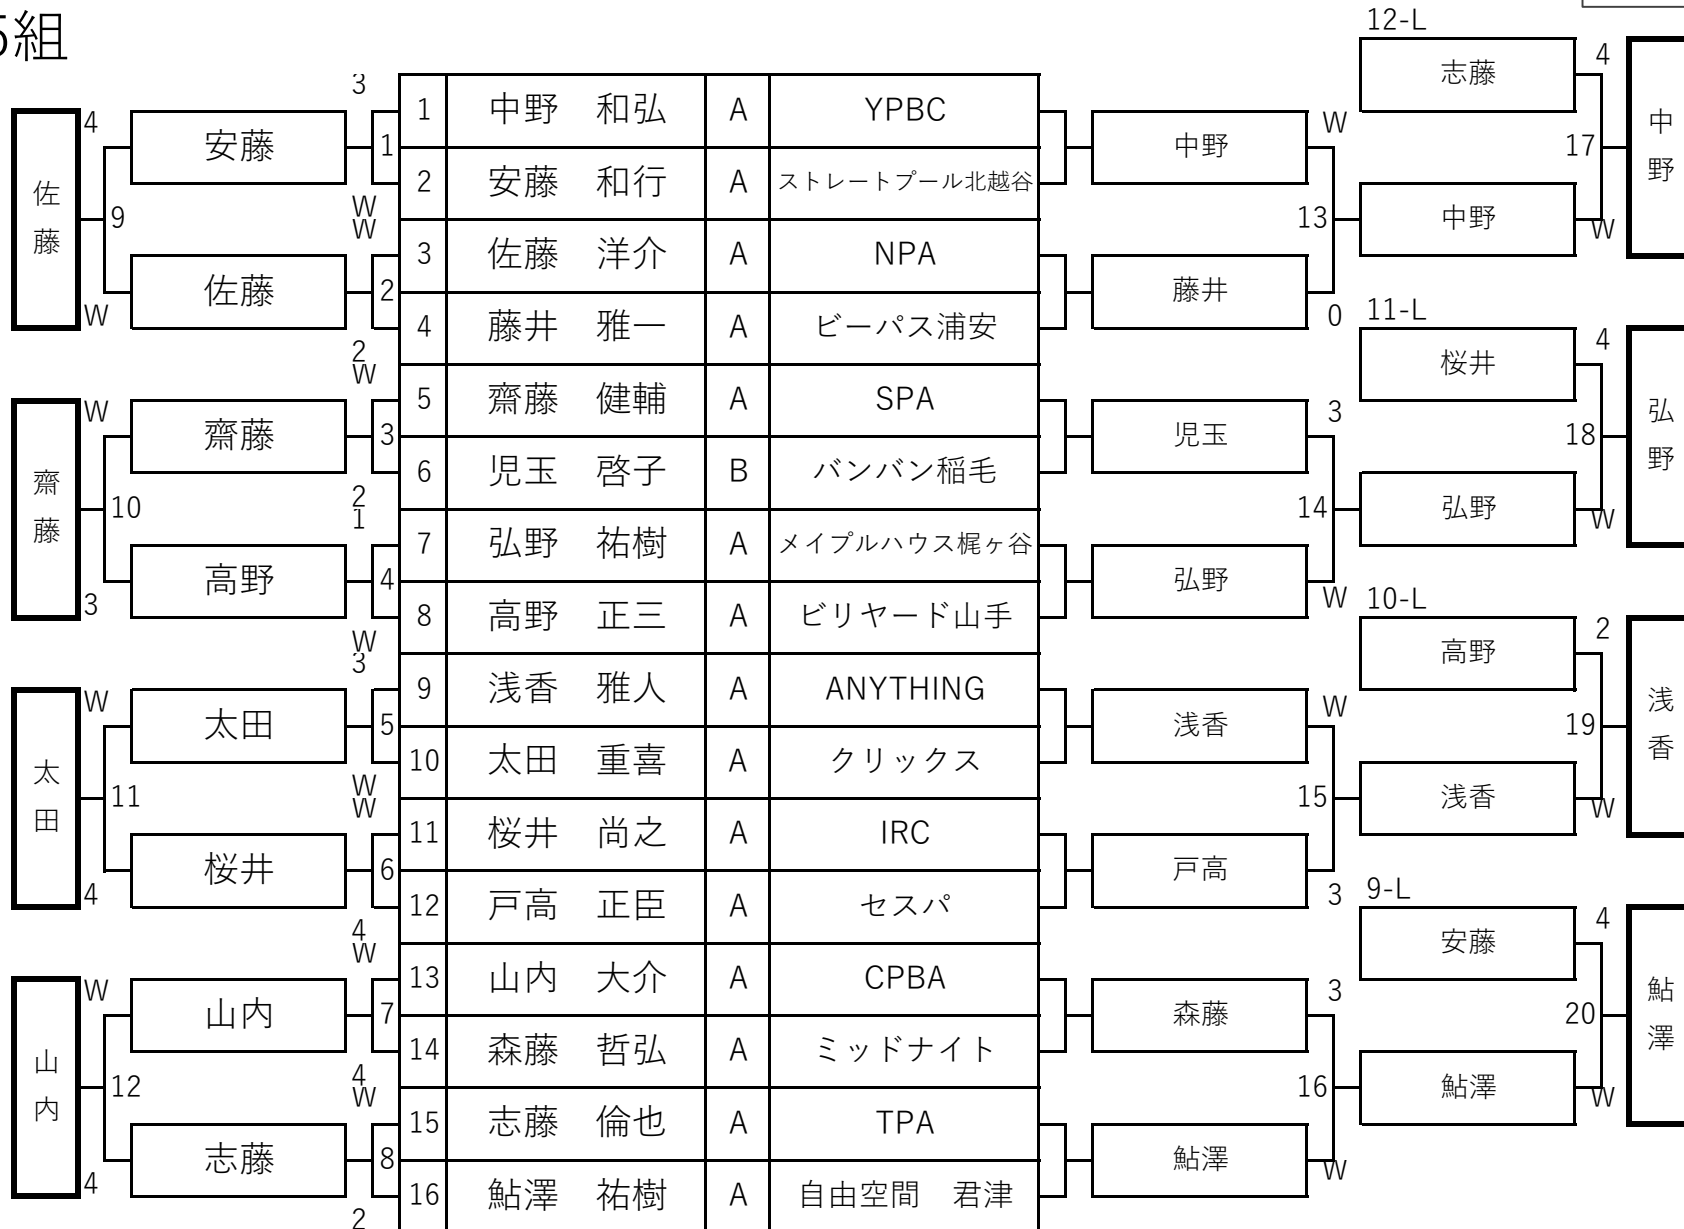 組
12-L
志藤 4
3
1 中野 和弘 A YPBC
中野 W
中野
4 安藤 1
17
2 安藤 和行 A ストレートプール北越谷
佐藤
9
W
W
13 中野 W
3 佐藤 洋介 A NPA
佐藤 2
藤井
W
4 藤井 雅一 A ビーパス浦安
0
11-L
桜井 4
2
W
5 齋藤 健輔 A SPA
児玉 3
弘野
W 齋藤 3
18
6 児玉 啓子 B バンバン稲毛
齋藤
10
2
1
14 弘野 W
7 弘野 祐樹 A メイプルハウス梶ヶ谷
高野 4
弘野
3
8 高野 正三 A ビリヤード山手
W
10-L
高野 2
W
3
9 浅香 雅人 A ANYTHING
浅香 W
浅香
W 太田 5
19
10 太田 重喜 A クリックス
太田
11
W
W
15 浅香 W
11 桜井 尚之 A IRC
桜井 6
戸高
4
12 戸高 正臣 A セスパ
3
9-L
安藤 4
4
W
13 山内 大介 A CPBA
森藤 3
鮎澤
W 山内 7
20
14 森藤 哲弘 A ミッドナイト
山内
12
4
W
16 鮎澤 W
15 志藤 倫也 A TPA
志藤 8
鮎澤 W
4
16 鮎澤 祐樹 A 自由空間 君津
2